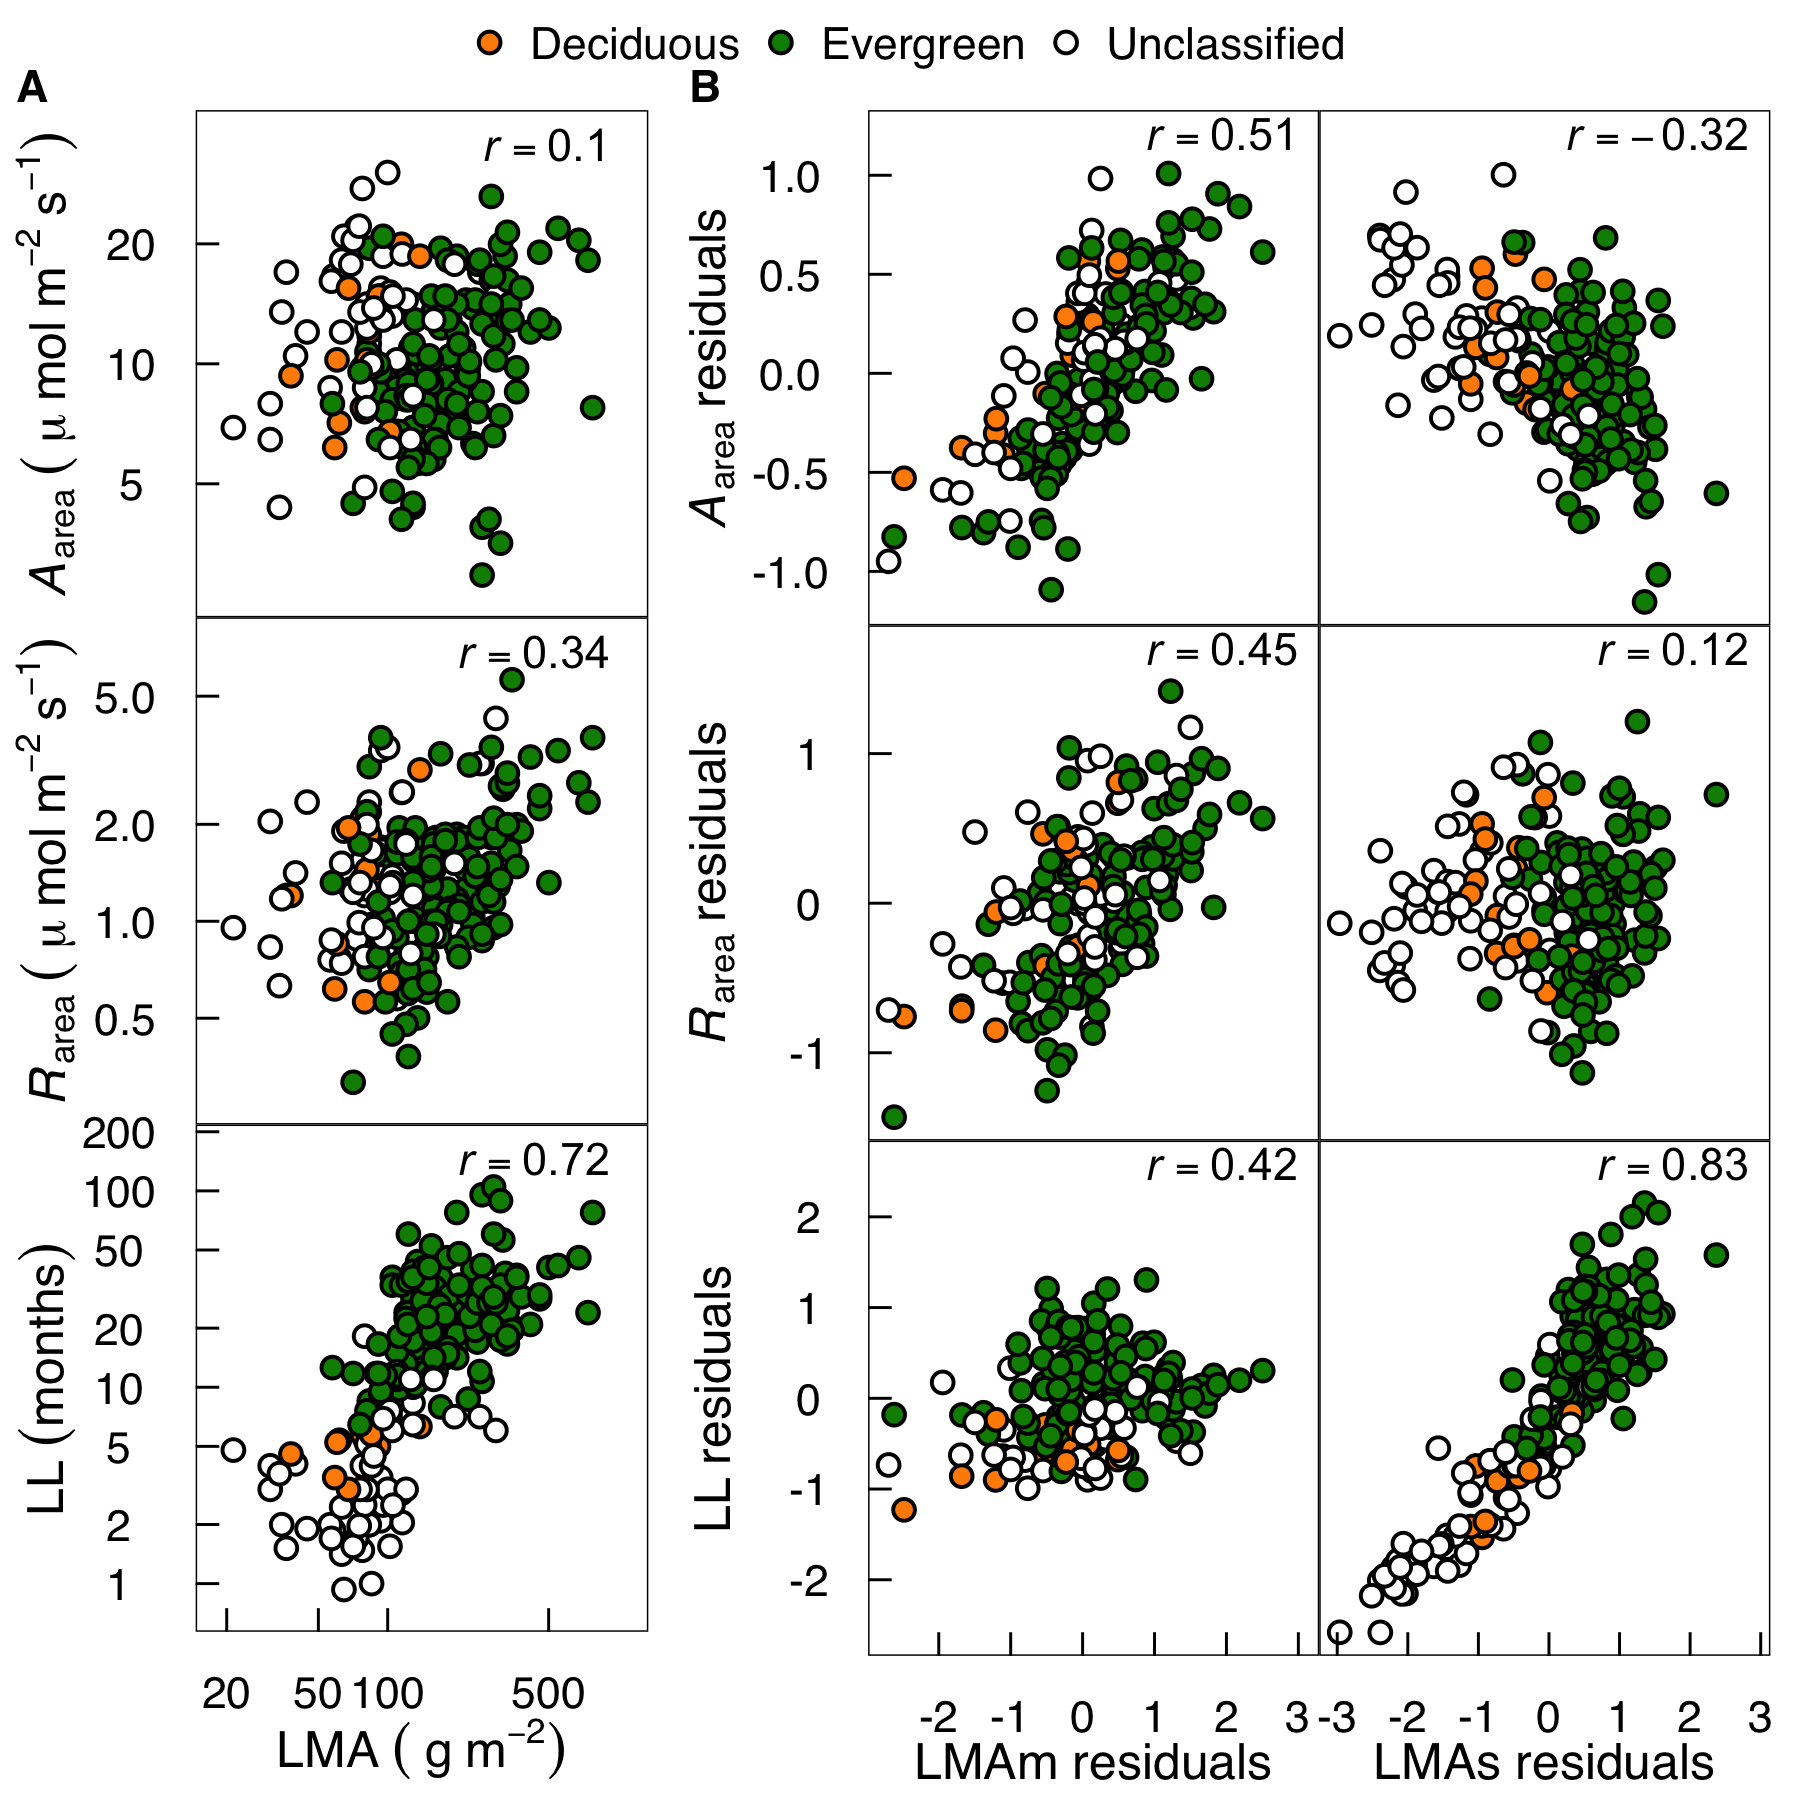 Deciduous Evergreen Unclassified
A
B
A_area ( μ mol m⁻² s⁻¹)
20
10
5
r = 0.1
R_area ( μ mol m⁻² s⁻¹)
5.0
2.0
1.0
0.5
r = 0.34
LL (months)
200
100
50
20
10
5
2
1
r = 0.72
20 50 100 500
LMA ( g m⁻²)
A_area residuals
1.0
0.5
0.0
-0.5
-1.0
r = 0.51
r = −0.32
R_area residuals
1
0
-1
r = 0.45
r = 0.12
LL residuals
2
1
0
-1
-2
r = 0.42
r = 0.83
-2 -1 0 1 2 3 -3 -2 -1 0 1 2 3
LMAm residuals LMAs residuals